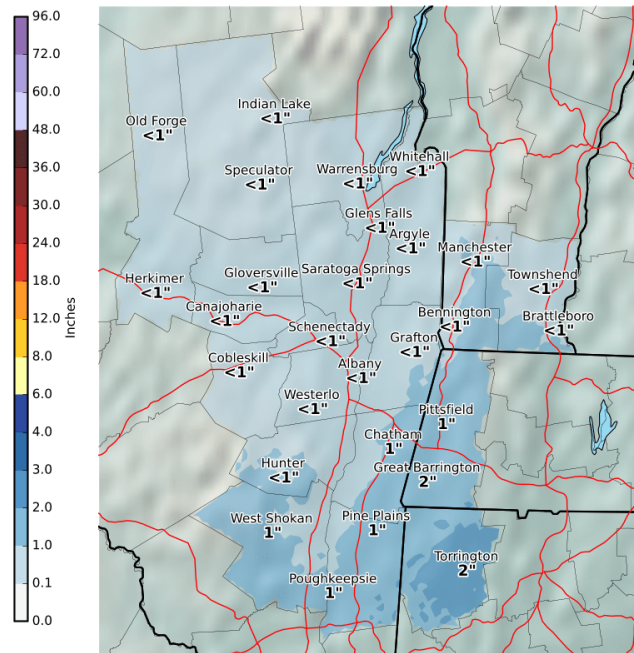 96.0
72.0
60.0
48.0
36.0
30.0
24.0
18.0
12.0
8.0
6.0
4.0
3.0
2.0
1.0
0.1
0.0
Inches
Indian Lake
<1"
Old Forge
<1"
Whitehall
<1"
Speculator
<1"
Warrensburg
<1"
Glens Falls
<1"
Argyle
<1"
Manchester
<1"
Herkimer
<1"
Gloversville
<1"
Saratoga Springs
<1"
Townshend
<1"
Canajoharie
<1"
Schenectady
<1"
Bennington
<1"
Brattleboro
<1"
Grafton
<1"
Cobleskill
<1"
Albany
<1"
Westerlo
<1"
Pittsfield
1"
Chatham
1"
Hunter
<1"
Great Barrington
2"
West Shokan
1"
Pine Plains
1"
Torrington
2"
Poughkeepsie
1"